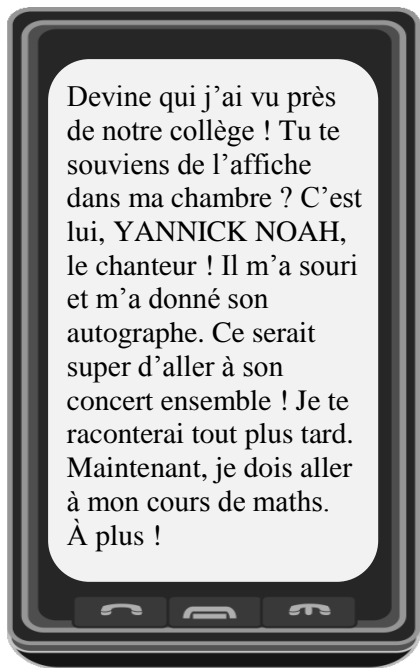 Devine qui j’ai vu près
de notre collège ! Tu te
souviens de l’affiche
dans ma chambre ? C’est
lui, YANNICK NOAH,
le chanteur ! Il m’a souri
et m’a donné son
autographe. Ce serait
super d’aller à son
concert ensemble ! Je te
raconterai tout plus tard.
Maintenant, je dois aller
à mon cours de maths.
À plus !